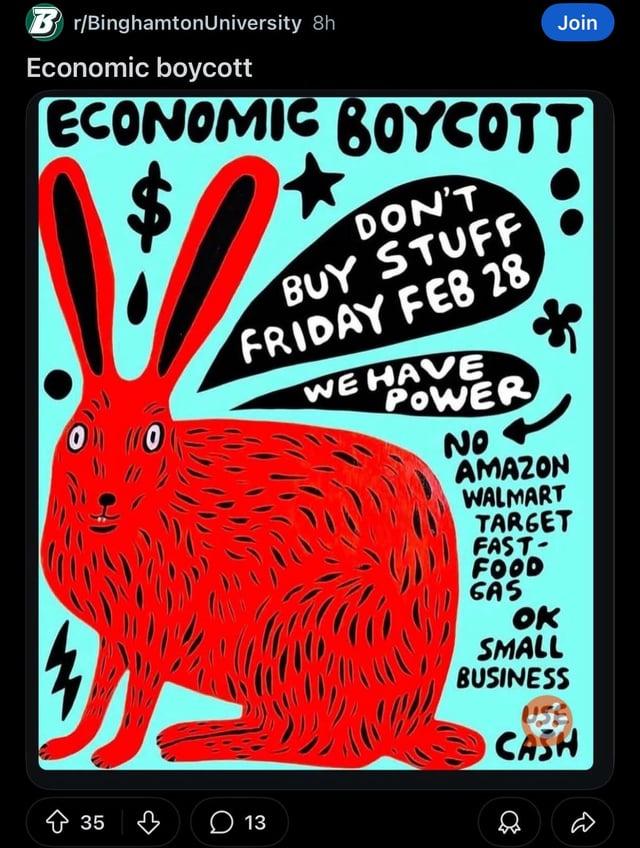 r/BinghamtonUniversity 8h
Join
Economic boycott
ECONOMIC BOYCOTT
$
DON'T
BUY STUFF
FRIDAY FEB 28
WE HAVE
POWER
NO
AMAZON
WALMART
TARGET
FAST-
FOOD
GAS
OK
SMALL
BUSINESS
USE
CASH
35
13